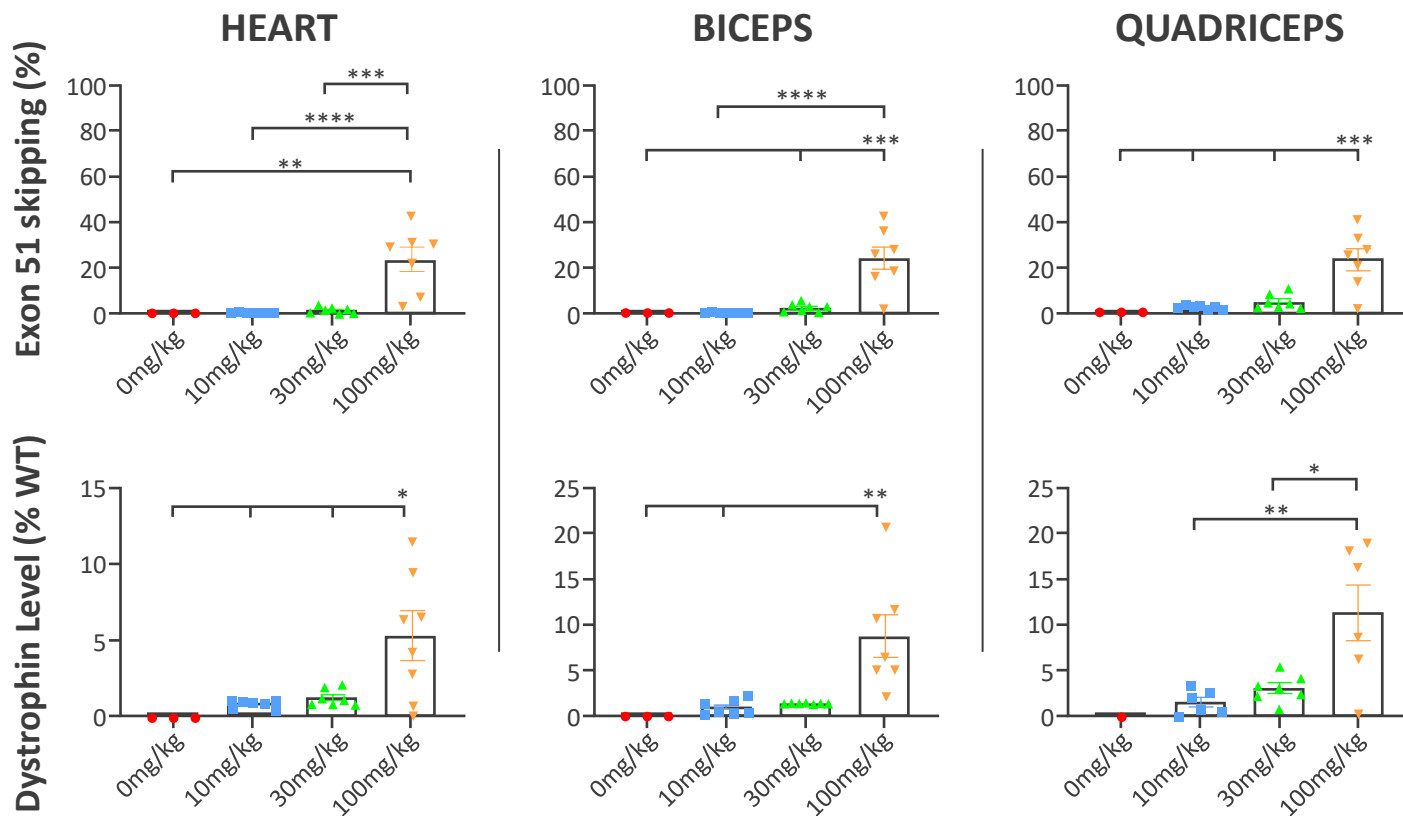 HEART
BICEPS
QUADRICEPS
Exon 51 skipping (%)
100
80
60
40
20
0
***
****
**
0mg/kg
10mg/kg
30mg/kg
100mg/kg
100
80
60
40
20
0
****
***
0mg/kg
10mg/kg
30mg/kg
100mg/kg
100
80
60
40
20
0
***
0mg/kg
10mg/kg
30mg/kg
100mg/kg
Dystrophin Level (% WT)
15
10
5
0
*
0mg/kg
10mg/kg
30mg/kg
100mg/kg
25
20
15
10
5
0
**
0mg/kg
10mg/kg
30mg/kg
100mg/kg
25
20
15
10
5
0
*
**
0mg/kg
10mg/kg
30mg/kg
100mg/kg